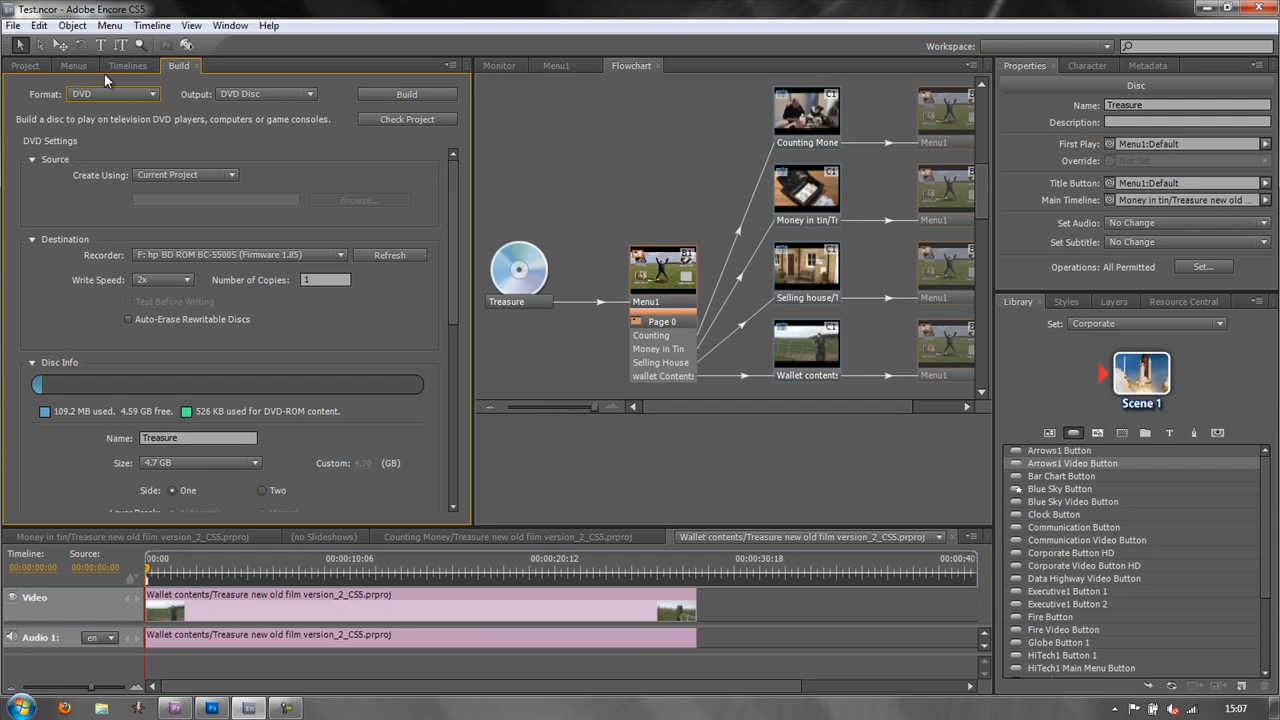 Test.ncor - Adobe Encore CS5
File Edit Object Menu Timeline View Window Help
Workspace:
Project Menus Timelines Build
Monitor Menu1 Flowchart
Properties Character Metadata
Format: DVD Output: DVD Disc Build
Build a disc to play on television DVD players, computers or game consoles. Check Project
DVD Settings
Source
Create Using: Current Project
Browse...
Destination
Recorder: F: hp BD ROM BC-5500S (Firmware 1.85) Refresh
Write Speed: 2x Number of Copies: 1
Test Before Writing
Auto-Erase Rewritable Discs
Disc Info
109.2 MB used. 4.59 GB free. 526 KB used for DVD-ROM content.
Name: Treasure
Size: 4.7 GB Custom: 4.70 (GB)
Side: One Two
Treasure
Menu1
Page 0
Counting
Money in Tin
Selling House
wallet Contents
C1
Counting Mone
Menu1
C1
Money in tin/Tr
Menu1
C1
Selling house/T
Menu1
C1
Wallet contents
Menu1
Disc
Name: Treasure
Description:
First Play: Menu1:Default
Override: Not Set
Title Button: Menu1:Default
Main Timeline: Money in tin/Treasure new old ...
Set Audio: No Change
Set Subtitle: No Change
Operations: All Permitted Set...
Library Styles Layers Resource Central
Set: Corporate
Scene 1
Arrows1 Button
Arrows1 Video Button
Bar Chart Button
Blue Sky Button
Blue Sky Video Button
Clock Button
Communication Button
Communication Video Button
Corporate Button HD
Corporate Video Button HD
Data Highway Video Button
Executive1 Button 1
Executive1 Button 2
Fire Button
Fire Video Button
Globe Button 1
HiTech1 Button 1
HiTech1 Main Menu Button
Money in tin/Treasure new old film version_2_CS5.prproj (no Slideshows) Counting Money/Treasure new old film version_2_CS5.prproj Wallet contents/Treasure new old film version_2_CS5.prproj
Timeline: Source:
00:00:00:00 00:00:00:00
00:00 00:00:10:06 00:00:20:12 00:00:30:18 00:00:40
Video Wallet contents/Treasure new old film version_2_CS5.prproj
Audio 1: en Wallet contents/Treasure new old film version_2_CS5.prproj
15:07